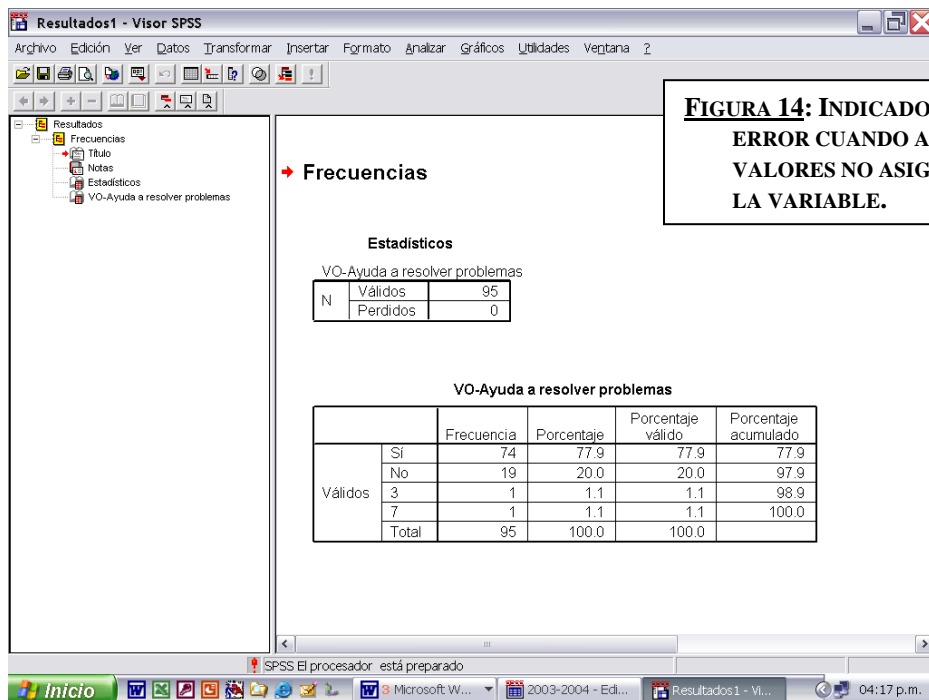 Resultados1 - Visor SPSS
Archivo Edición Ver Datos Transformar Insertar Formato Analizar Gráficos Utilidades Ventana ?
FIGURA 14: INDICADO
ERROR CUANDO A
VALORES NO ASIG
LA VARIABLE.
Resultados
Frecuencias
Título
Notas
Estadísticos
VO-Ayuda a resolver problemas
Frecuencias
Estadísticos
VO-Ayuda a resolver problemas
N Válidos 95
Perdidos 0
VO-Ayuda a resolver problemas
Frecuencia Porcentaje Porcentaje válido Porcentaje acumulado
Válidos Sí 74 77.9 77.9 77.9
No 19 20.0 20.0 97.9
3 1 1.1 1.1 98.9
7 1 1.1 1.1 100.0
Total 95 100.0 100.0
SPSS El procesador está preparado
Inicio 3 Microsoft W... 2003-2004 - Edi... Resultados1 - Vi... 04:17 p.m.